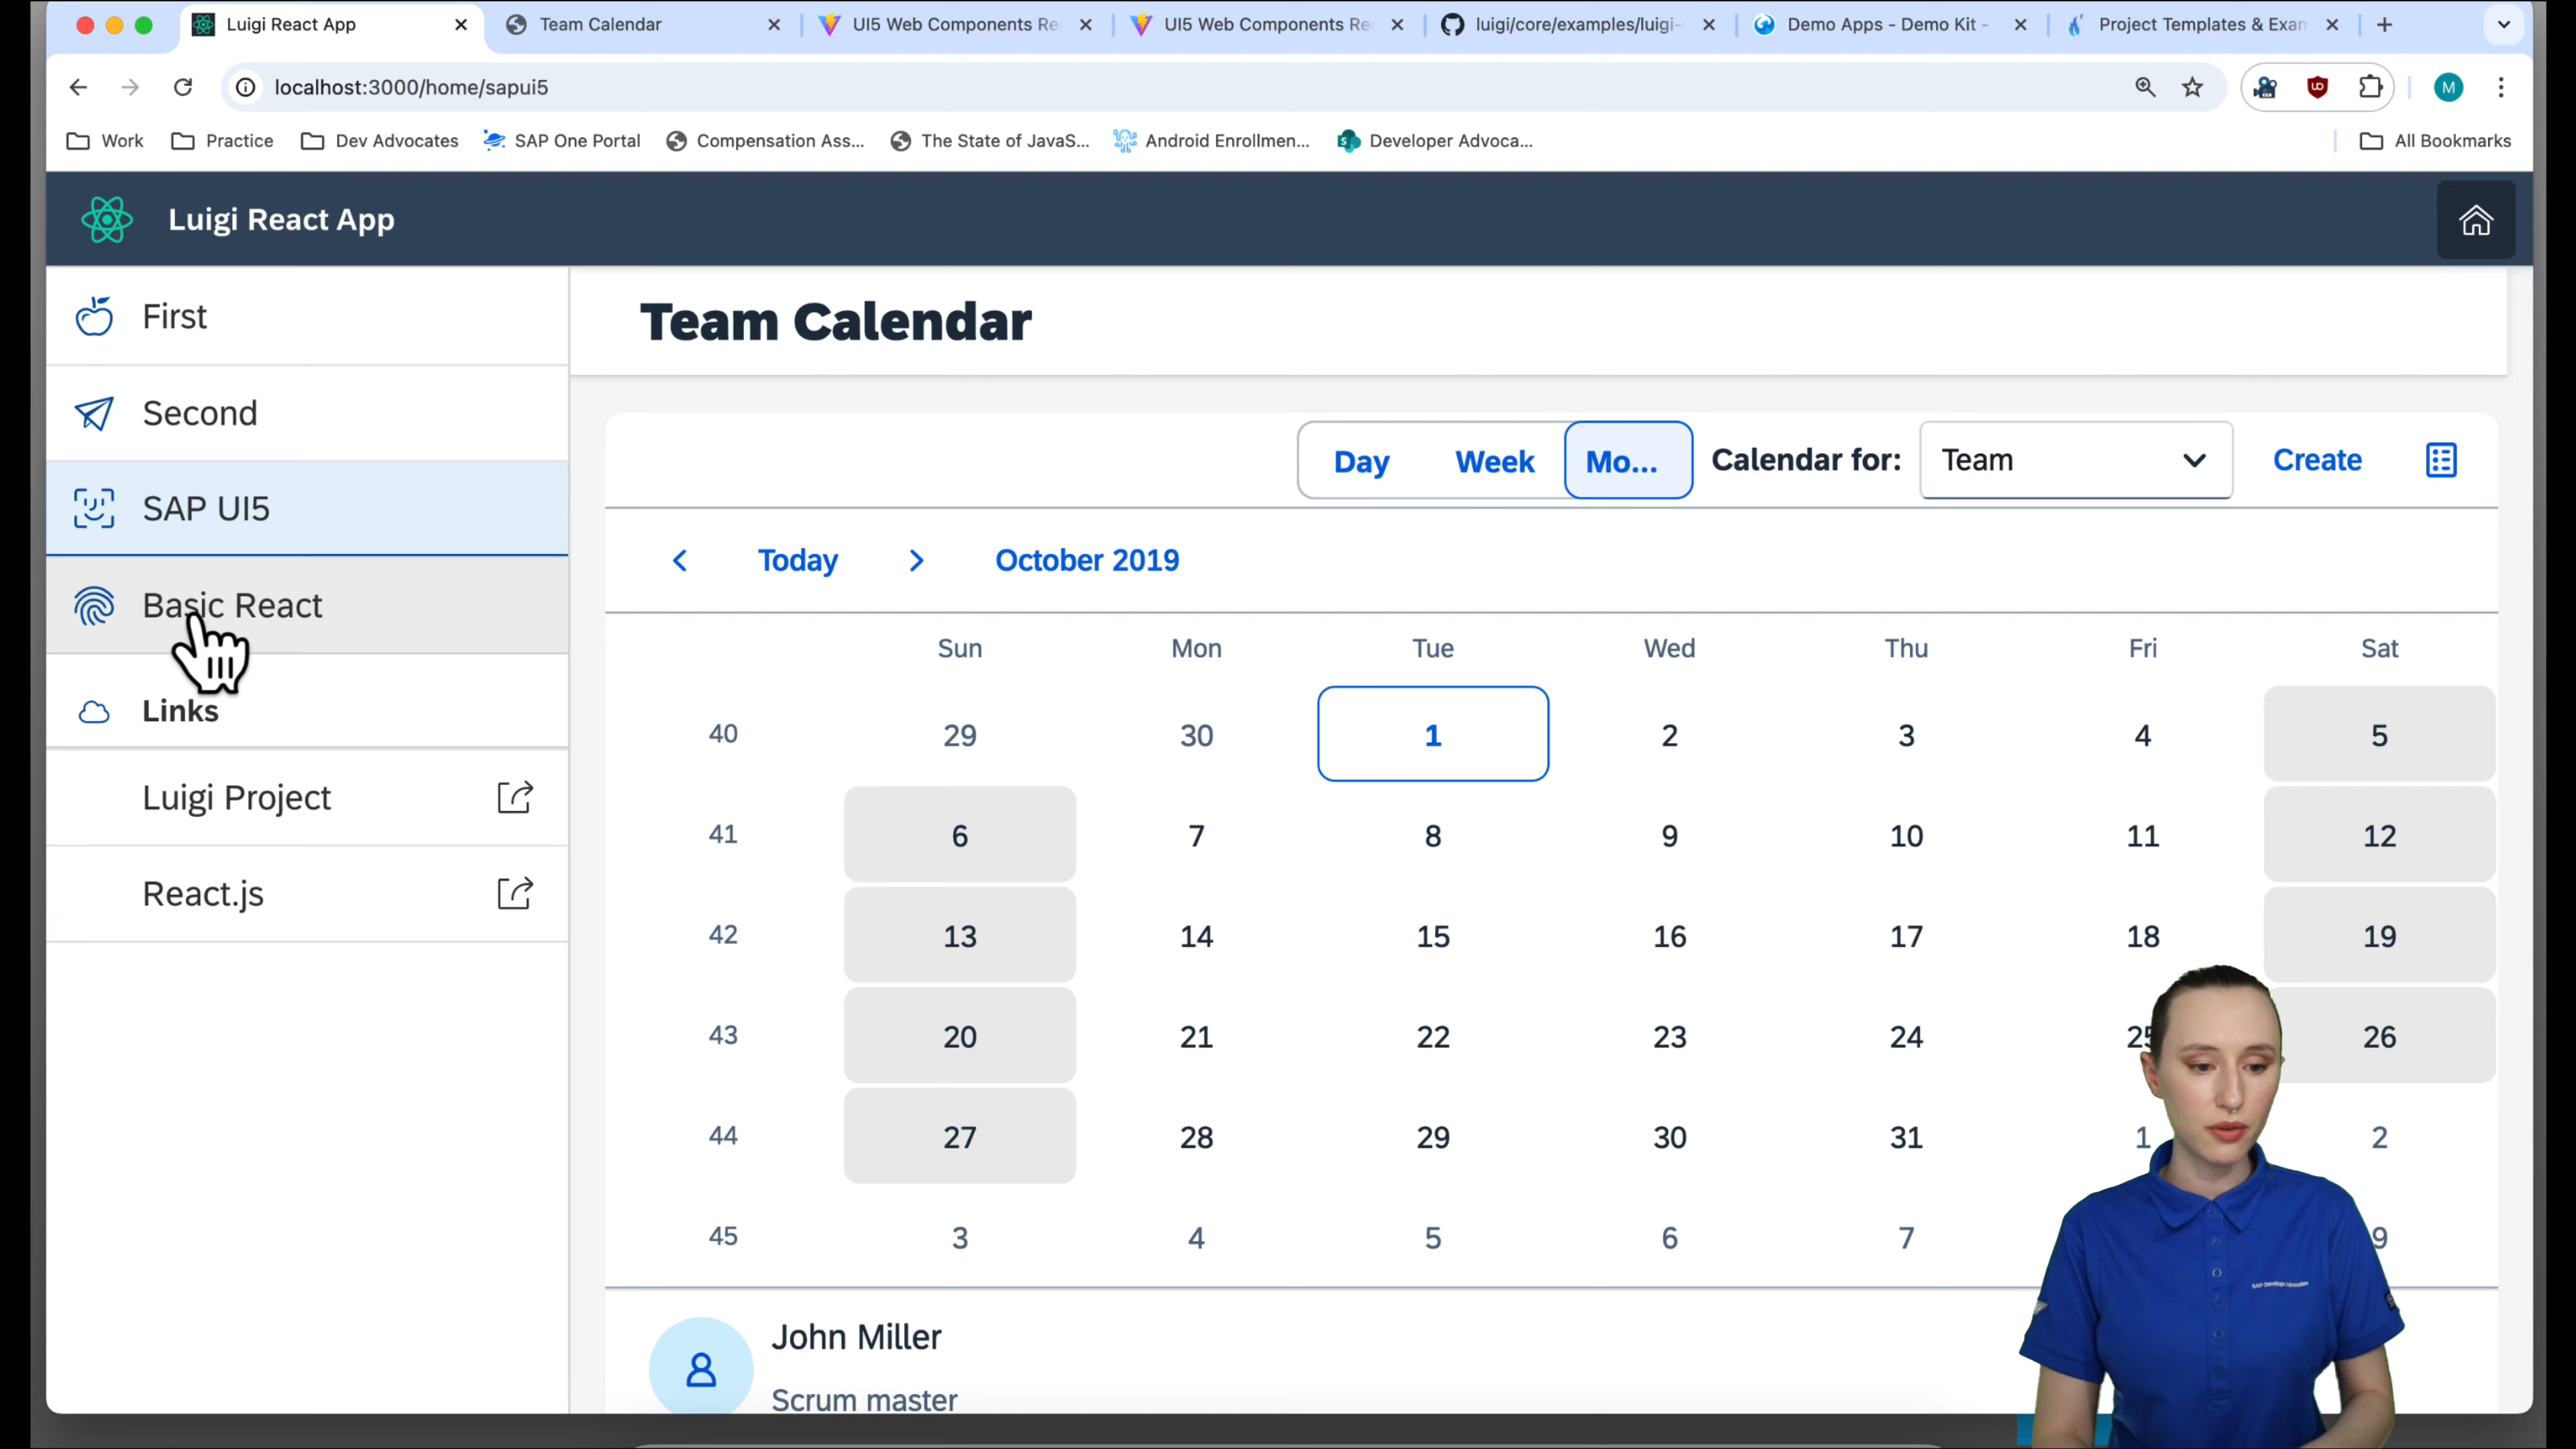 Luigi React App
Team Calendar
UI5 Web Components Re
UI5 Web Components Re
luigi/core/examples/luigi-
Demo Apps - Demo Kit -
Project Templates & Exam
localhost:3000/home/sapui5
M
Work
Practice
Dev Advocates
SAP One Portal
Compensation Ass...
The State of JavaS...
Android Enrollmen...
Developer Advoca...
All Bookmarks
Luigi React App
First
Second
SAP UI5
Basic React
Links
Luigi Project
React.js
Team Calendar
Day Week Mo... Calendar for: Team Create
Today October 2019
Sun Mon Tue Wed Thu Fri Sat
40 29 30 1 2 3 4 5
41 6 7 8 9 10 11 12
42 13 14 15 16 17 18 19
43 20 21 22 23 24 25 26
44 27 28 29 30 31 1 2
45 3 4 5 6 7 9
John Miller
Scrum master